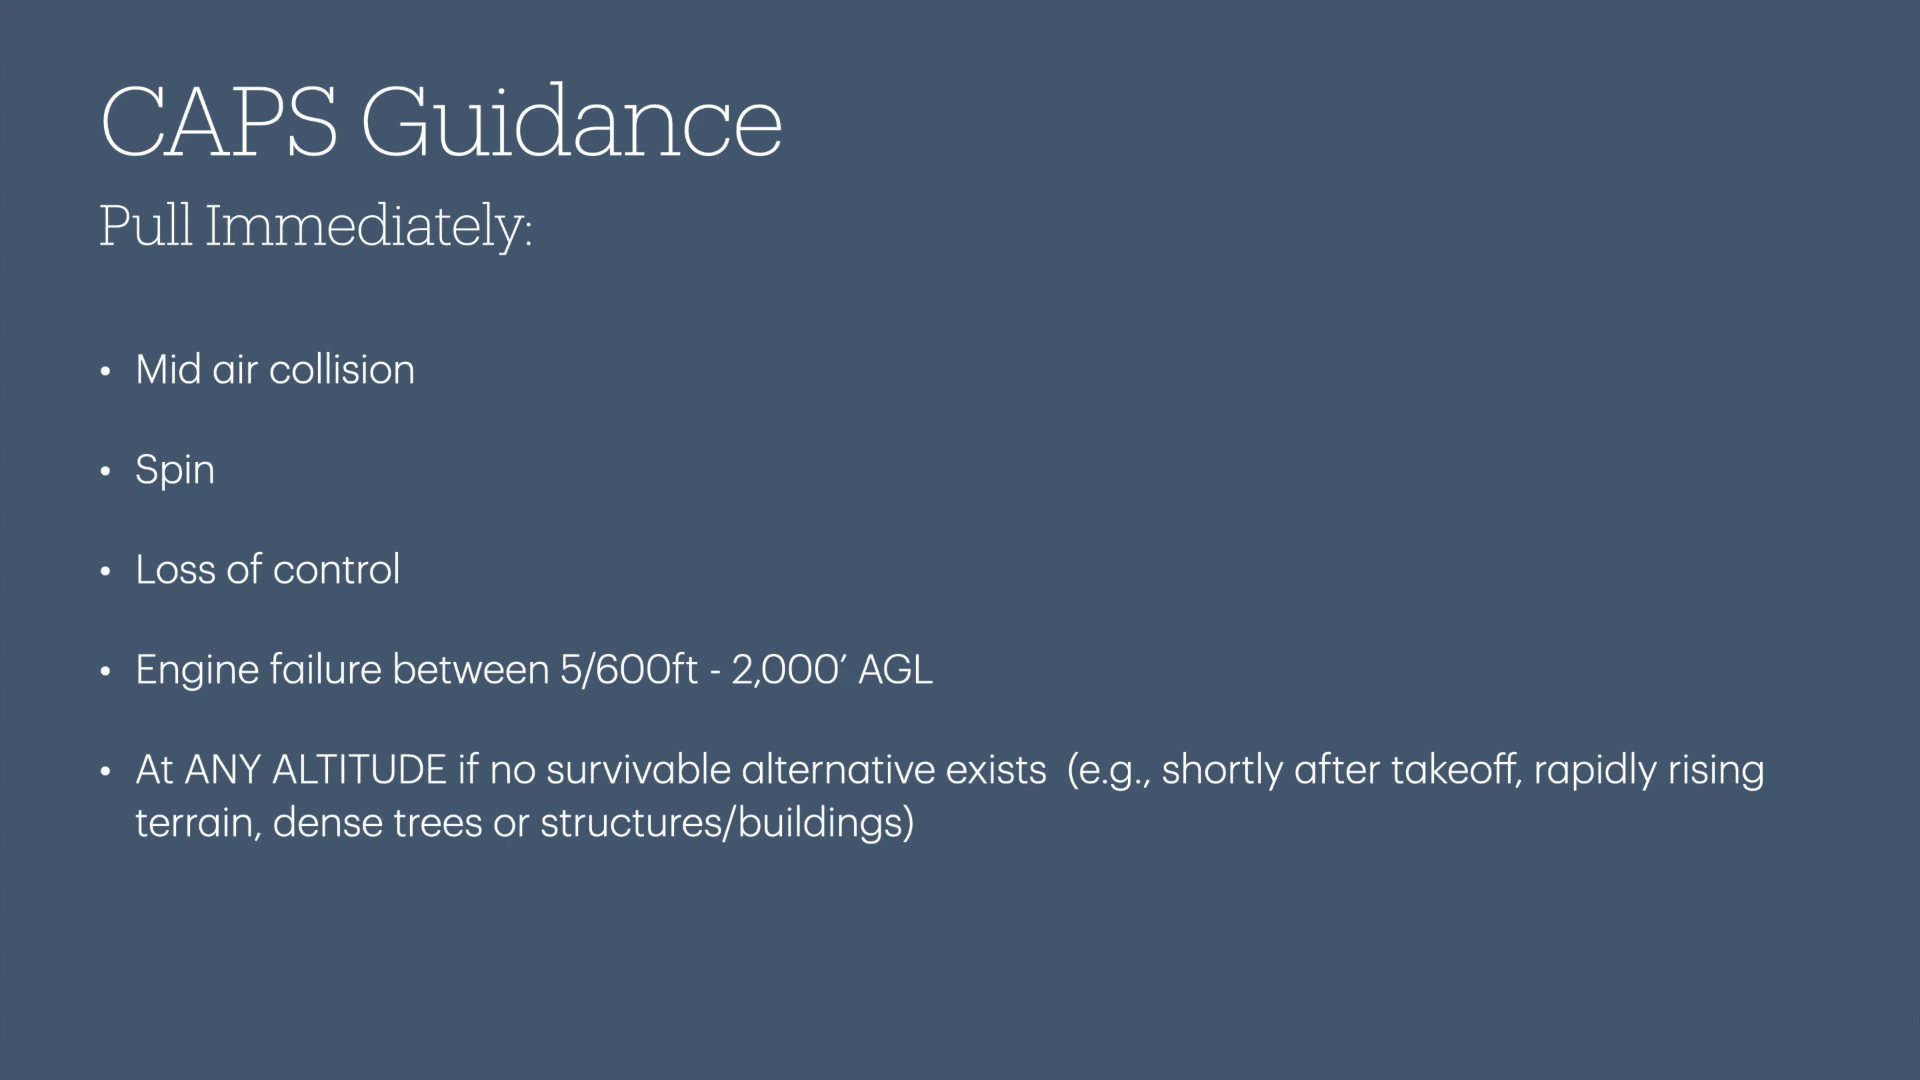 CAPS Guidance
Pull Immediately:
• Mid air collision
• Spin
• Loss of control
• Engine failure between 5/600ft - 2,000’ AGL
• At ANY ALTITUDE if no survivable alternative exists  (e.g., shortly after takeoff, rapidly rising
terrain, dense trees or structures/buildings)